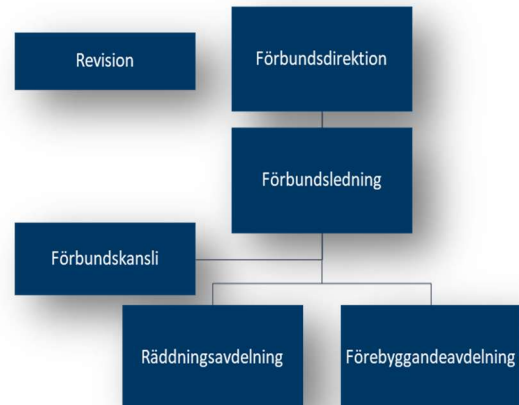 Revision
Förbundsdirektion
Förbundsledning
Förbundskansli
Räddningsavdelning
Förebyggandeavdelning